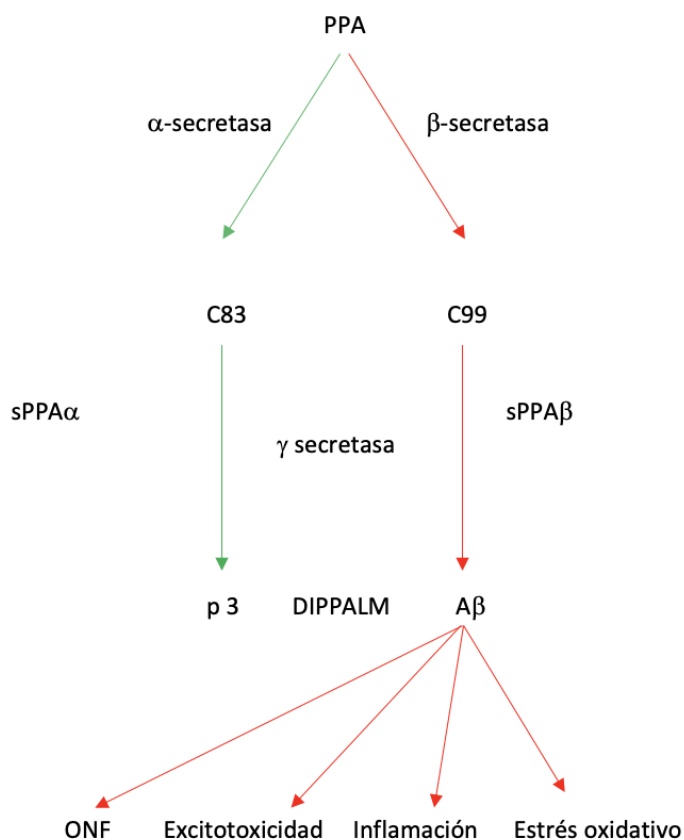 PPA
α-secretasa
β-secretasa
C83
C99
sPPAα
sPPAβ
γ secretasa
p 3
DIPPALM
Aβ
ONF
Excitotoxicidad
Inflamación
Estrés oxidativo